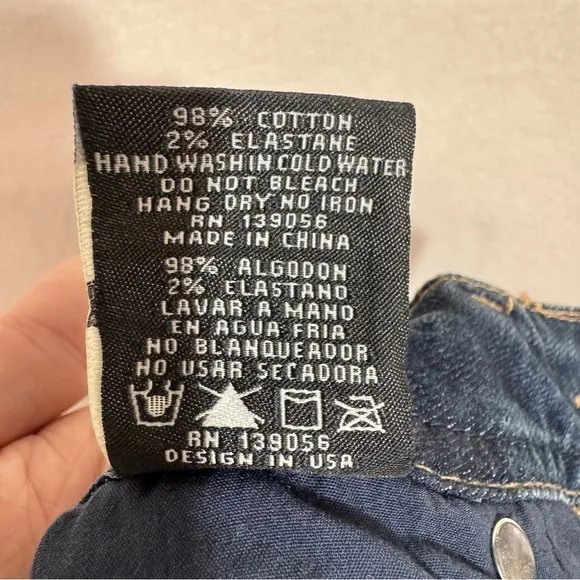 98% COTTON
2% ELASTANE
HAND WASH IN COLD WATER
DO NOT BLEACH
HANG DRY NO IRON
RN 139056
MADE IN CHINA
98% ALGODON
2% ELASTANO
LAVAR A MANO
EN AGUA FRIA
NO BLANQUEADOR
NO USAR SECADORA
RN 139056
DESIGN IN USA